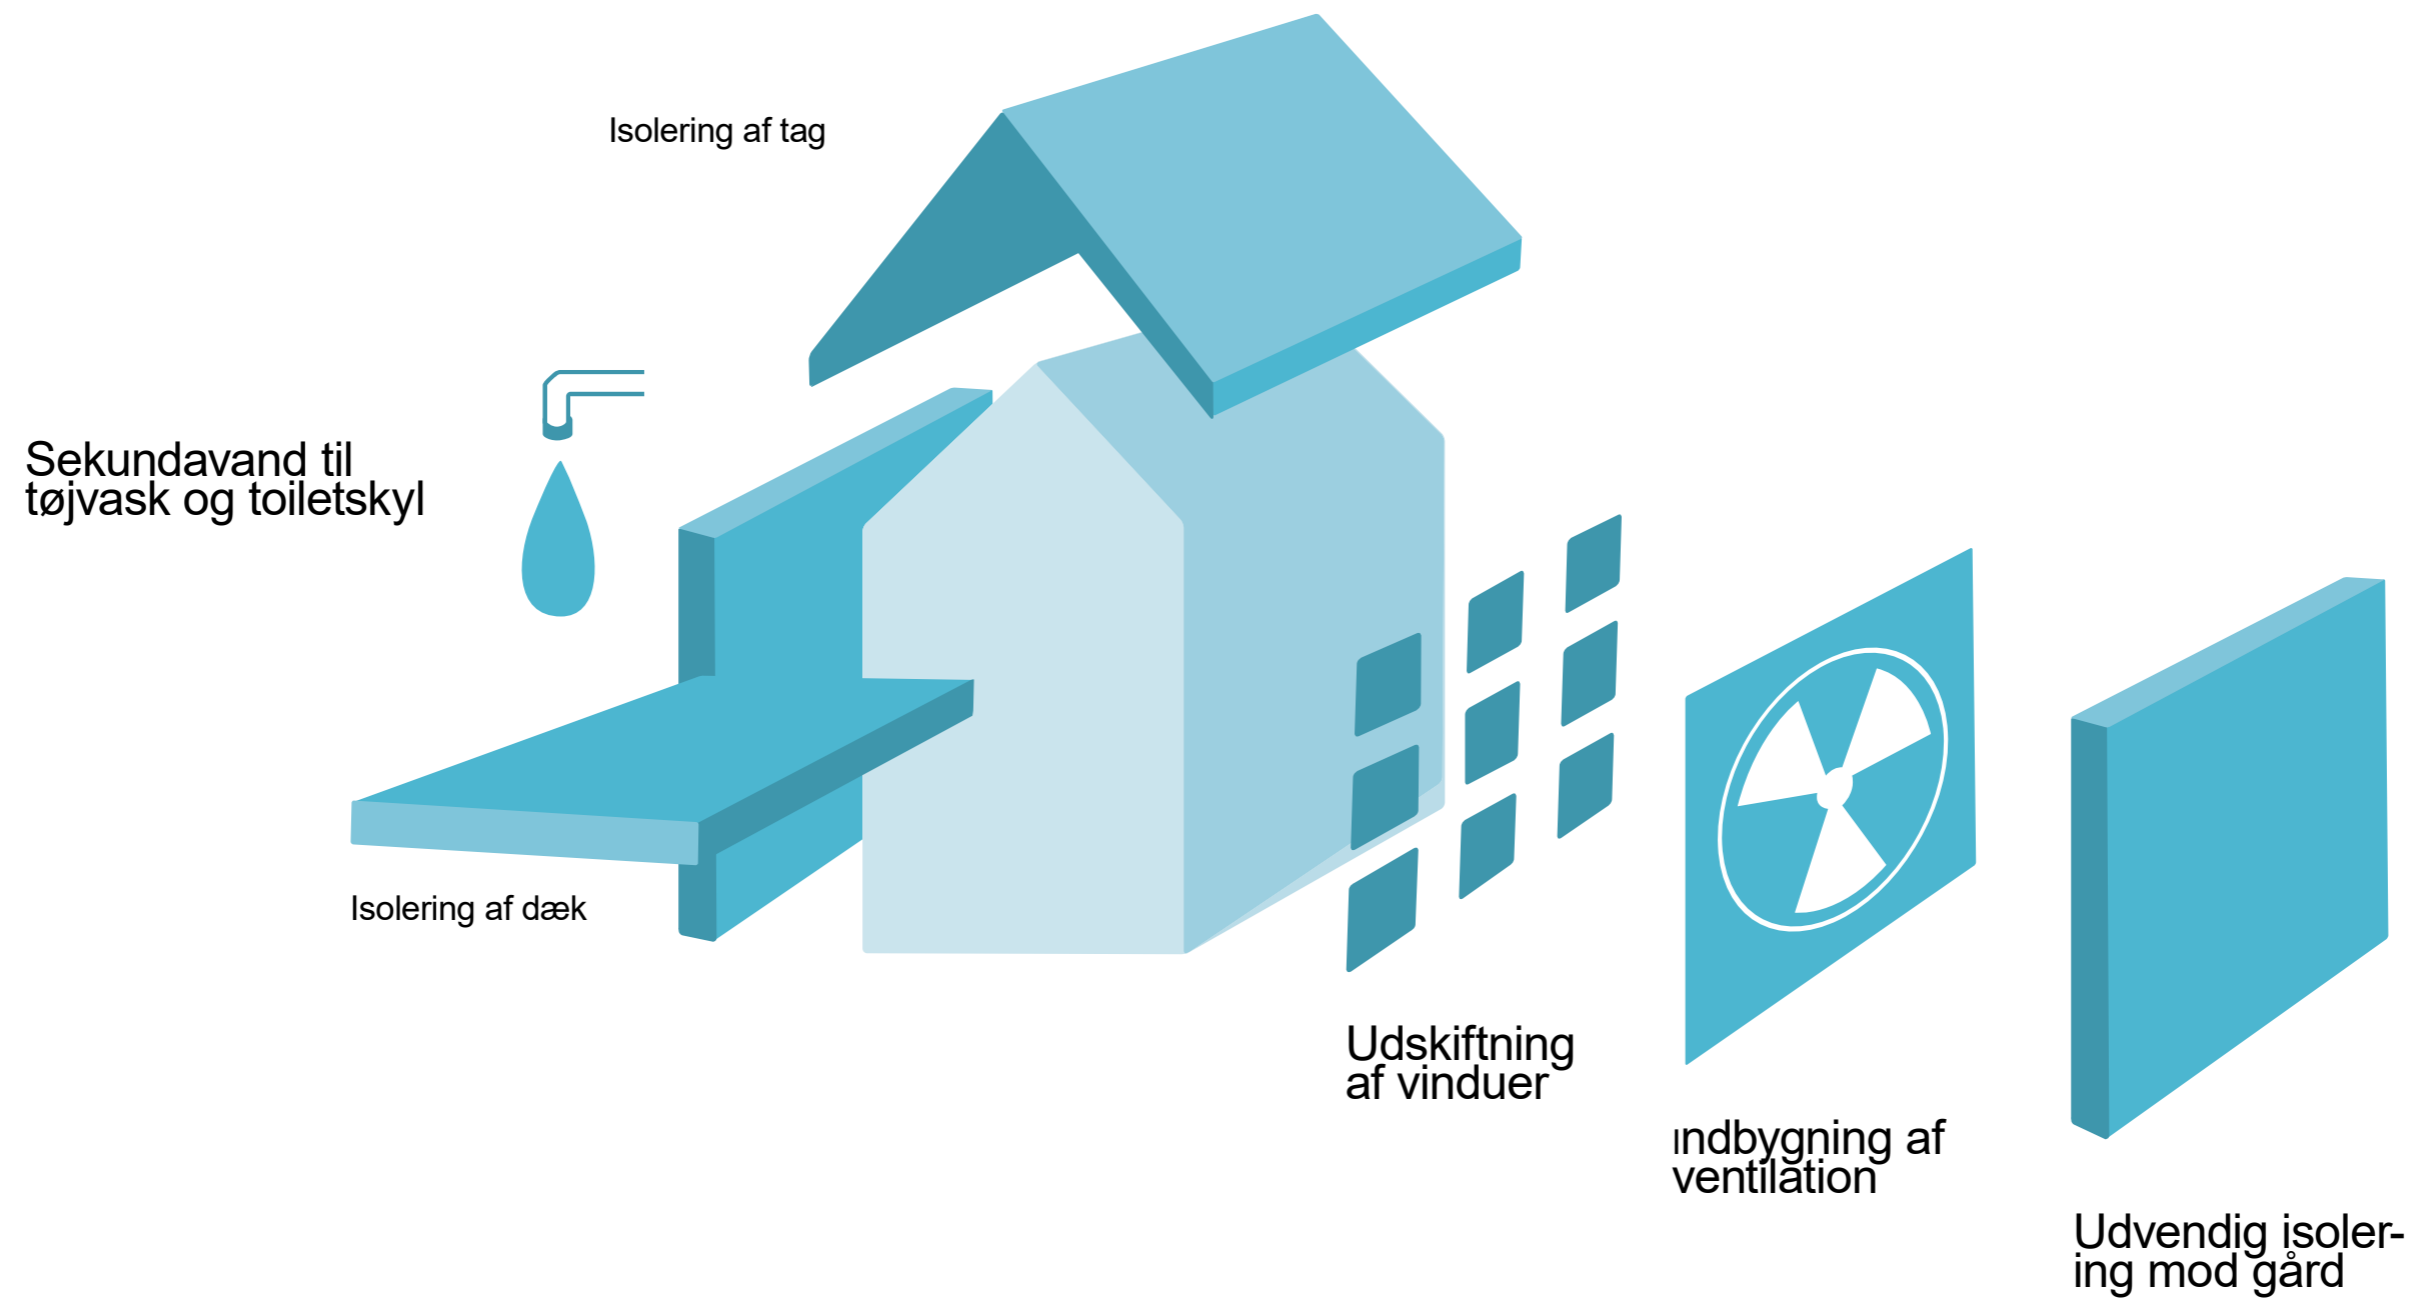 Isolering af tag
Sekundavand til
tøjvask og toiletskyl
Isolering af dæk
Udskiftning
af vinduer
Indbygning af
ventilation
Udvendig isoler-
ing mod gård